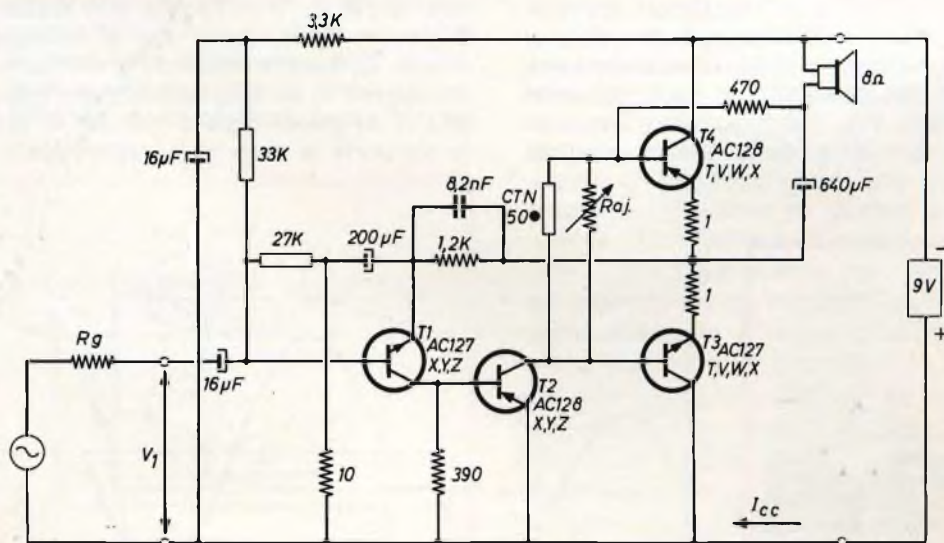 3,3K
8Ω
470
T4
AC128
T,V,W,X
16µF
33K
8,2nF
CTN
50
Raj.
640µF
1
27K
200µF
1,2K
1
9V
-
+
Rg
T1
AC127
X,Y,Z
T3
AC127
T,V,W,X
16µF
T2
AC128
X,Y,Z
V1
10
390
Icc